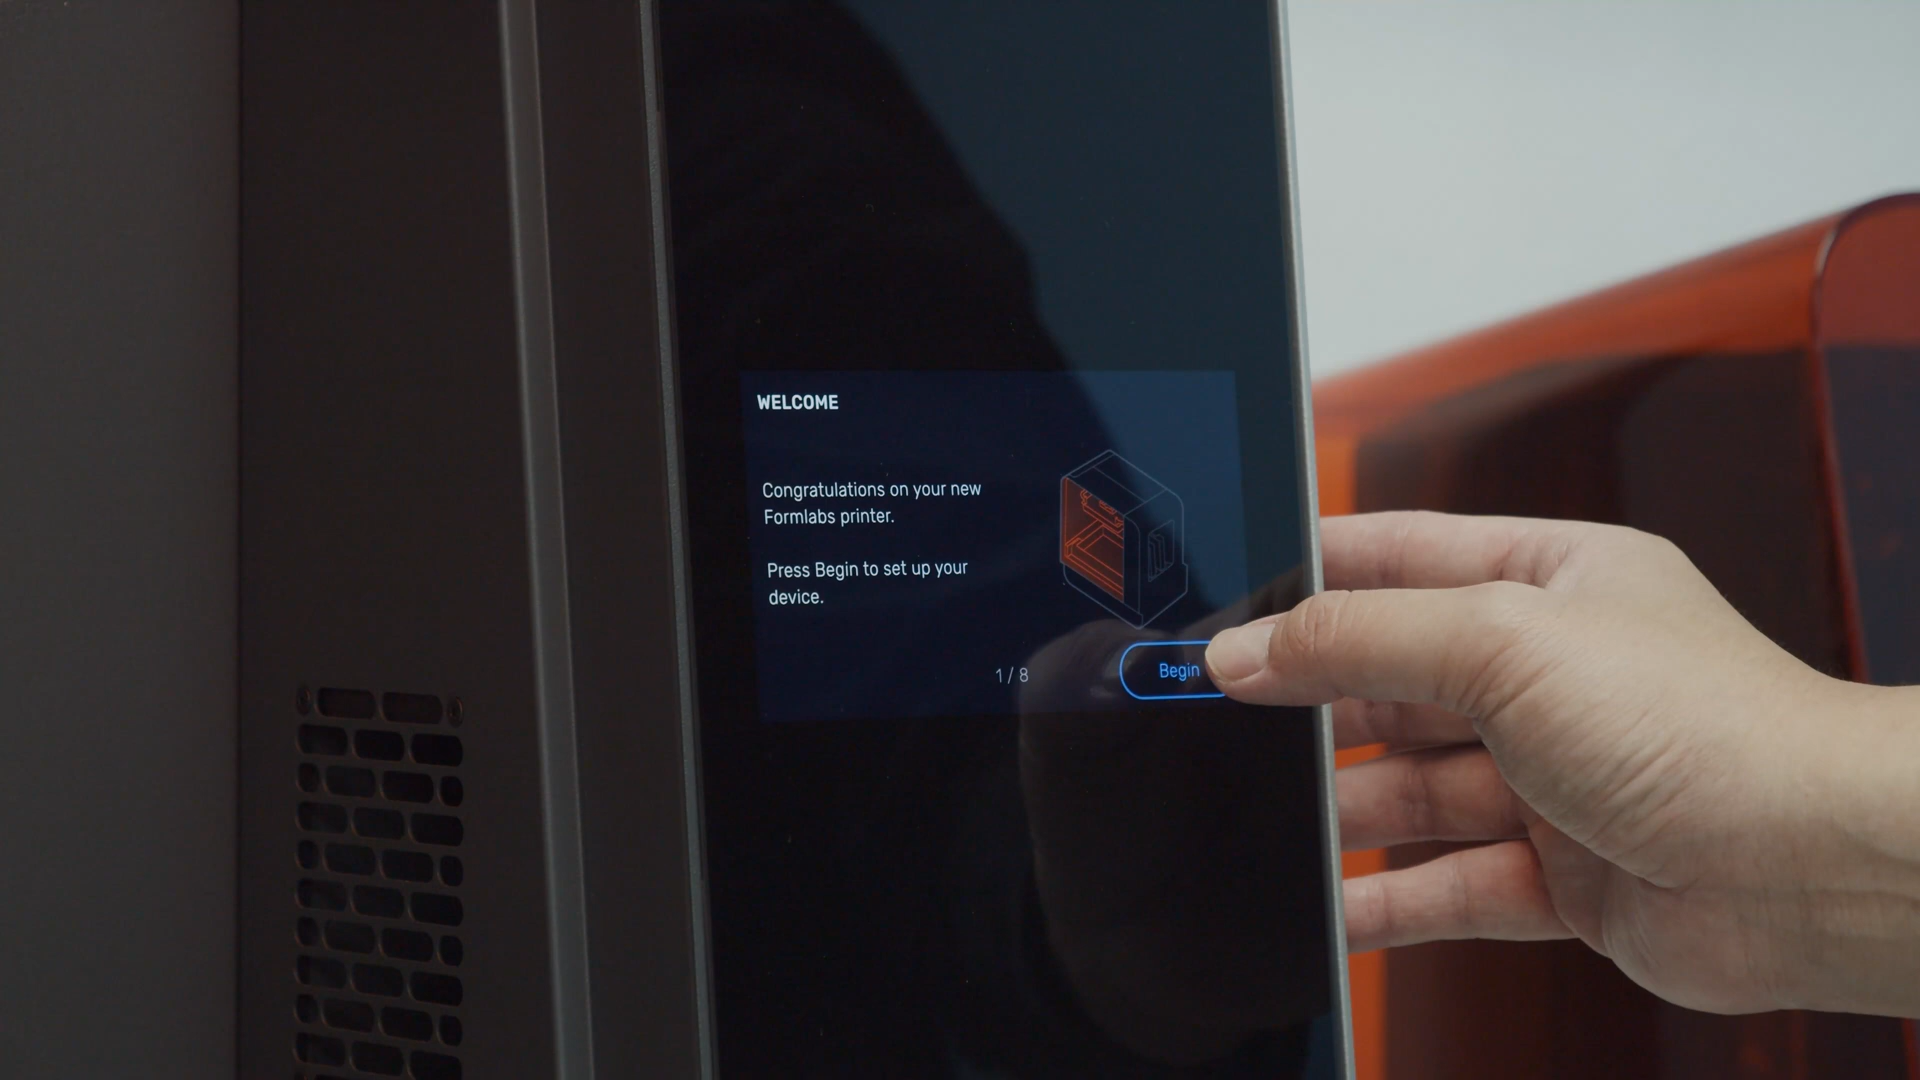 WELCOME
Congratulations on your new
Formlabs printer.
Press Begin to set up your
device.
1 / 8
Begin